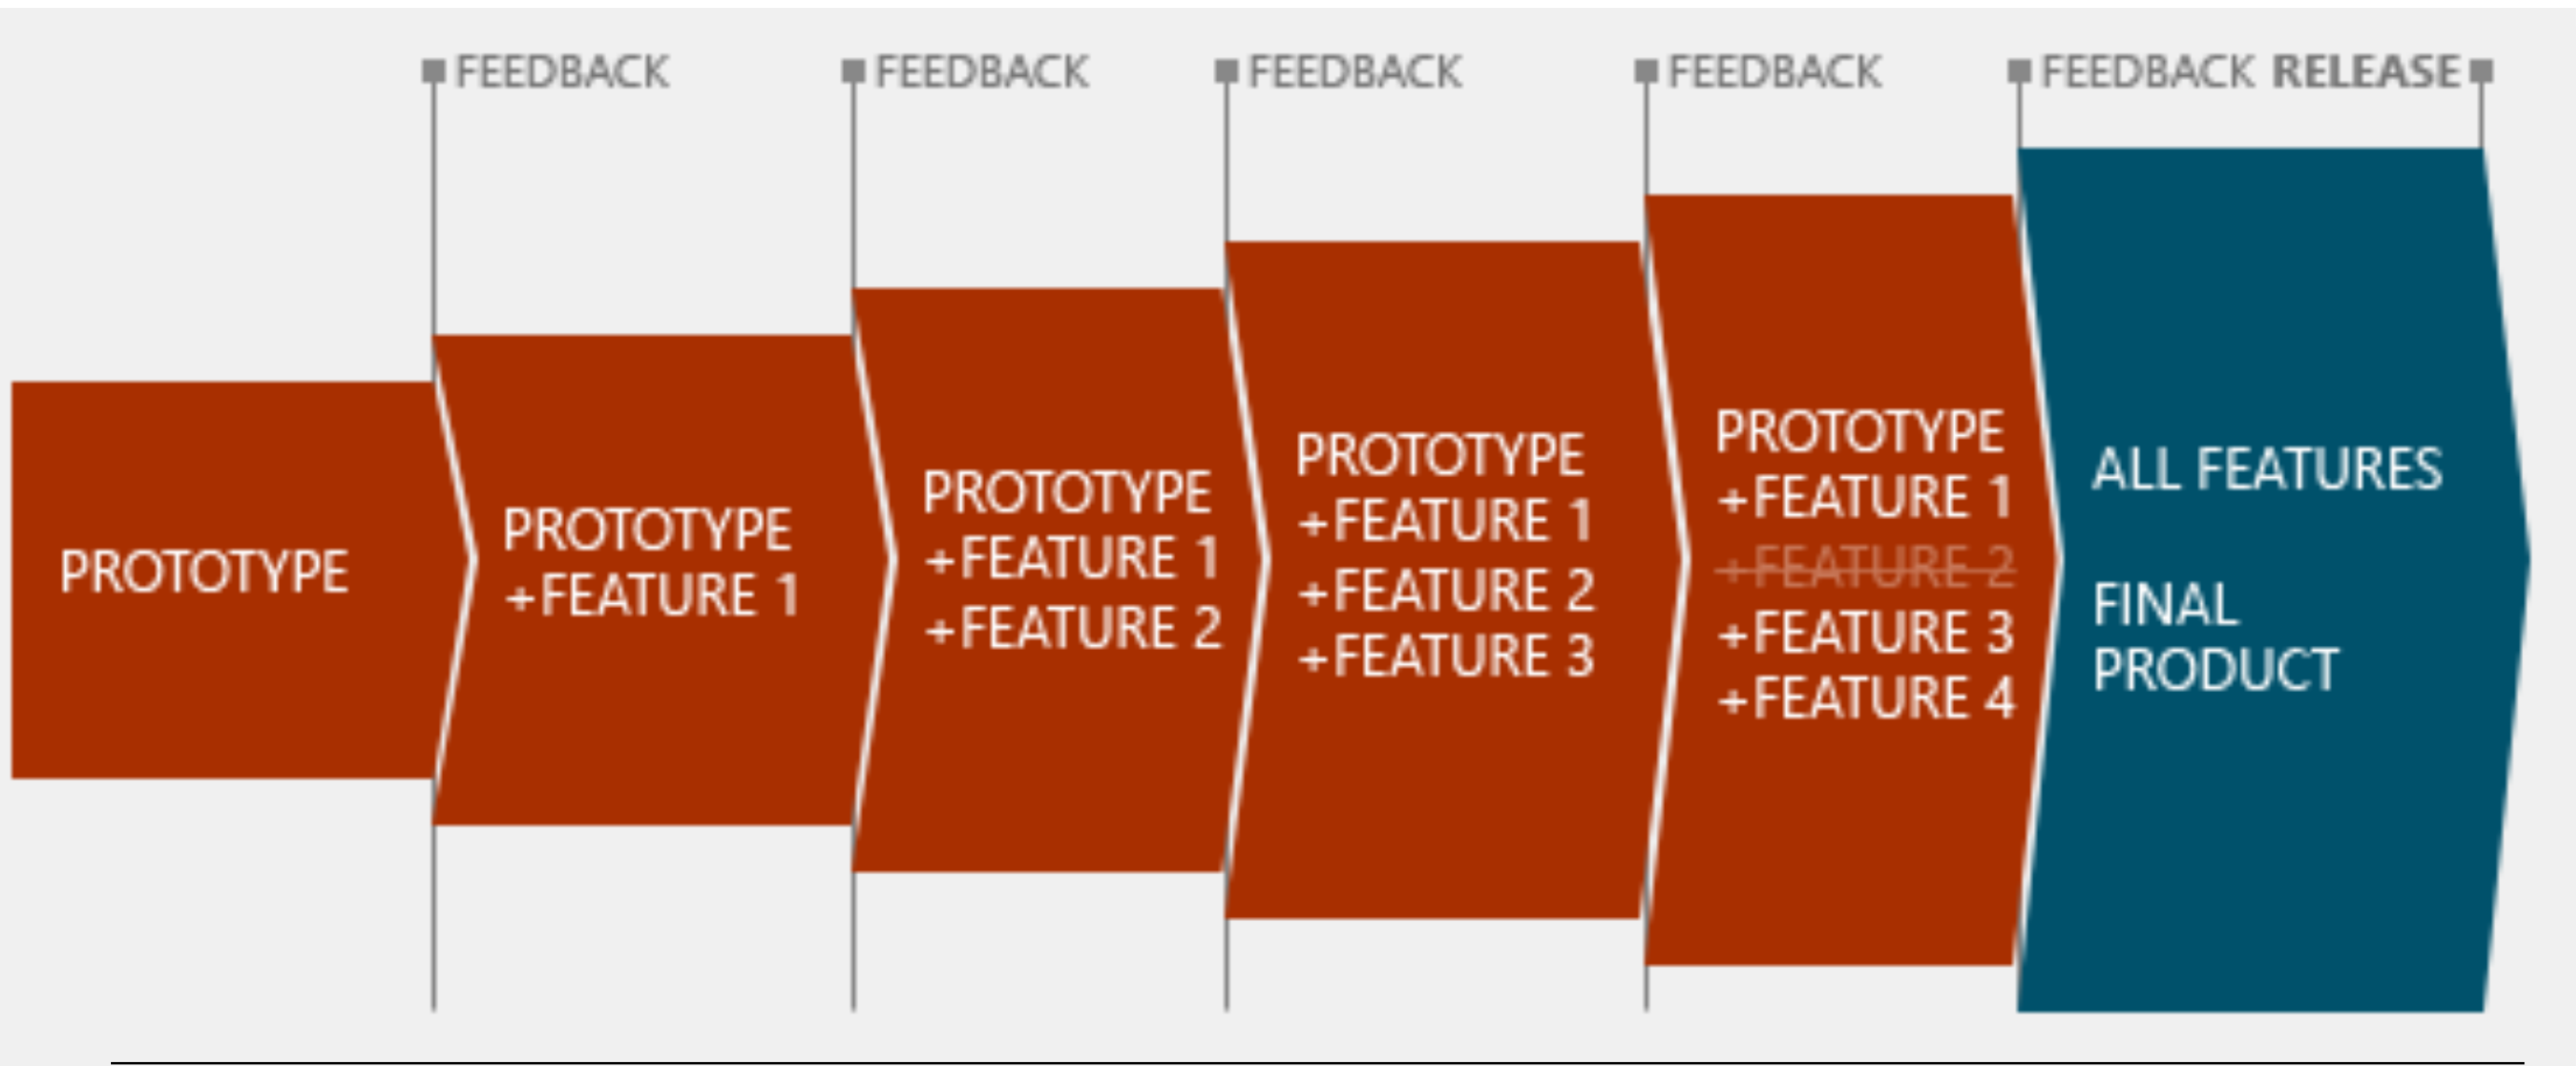 FEEDBACK
FEEDBACK
FEEDBACK
FEEDBACK
FEEDBACK RELEASE
PROTOTYPE
PROTOTYPE
+FEATURE 1
PROTOTYPE
+FEATURE 1
+FEATURE 2
PROTOTYPE
+FEATURE 1
+FEATURE 2
+FEATURE 3
PROTOTYPE
+FEATURE 1
+FEATURE 2
+FEATURE 3
+FEATURE 4
ALL FEATURES
FINAL
PRODUCT